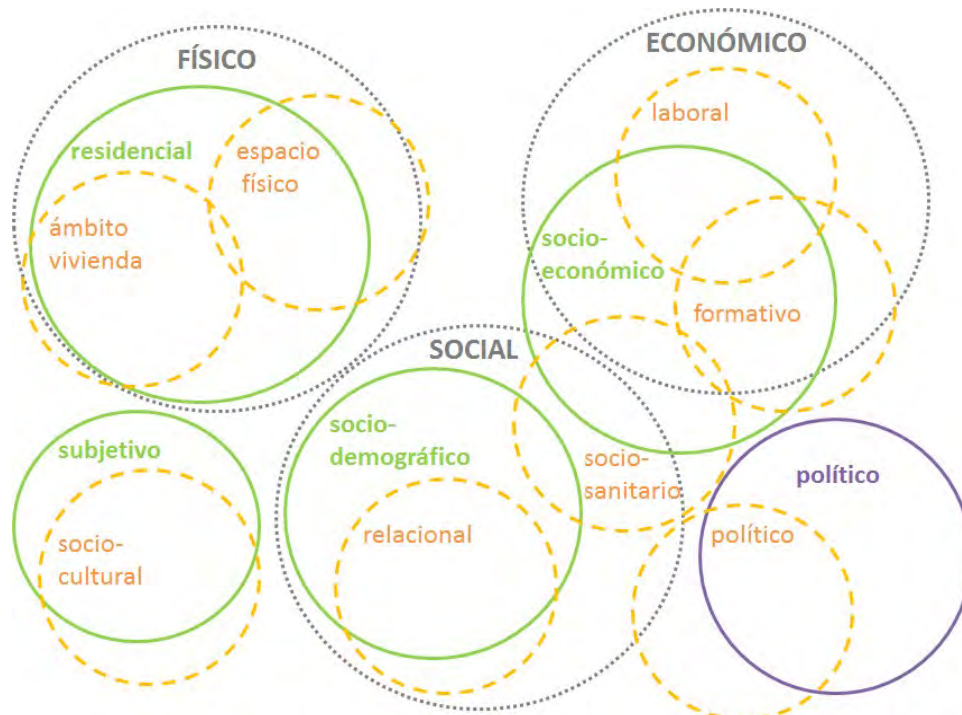 FÍSICO
residencial
espacio
físico
ámbito
vivienda
ECONÓMICO
laboral
socio-
económico
formativo
SOCIAL
socio-
demográfico
relacional
socio-
sanitario
subjetivo
socio-
cultural
político
político